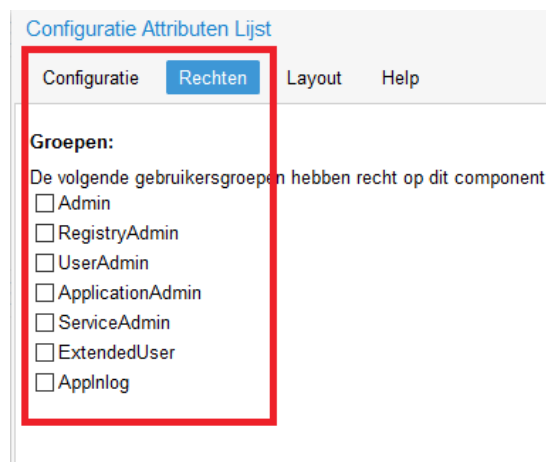 Configuratie Attributen Lijst
Configuratie Rechten Layout Help
Groepen:
De volgende gebruikersgroepen hebben recht op dit component
Admin
RegistryAdmin
UserAdmin
ApplicationAdmin
ServiceAdmin
ExtendedUser
AppInlog